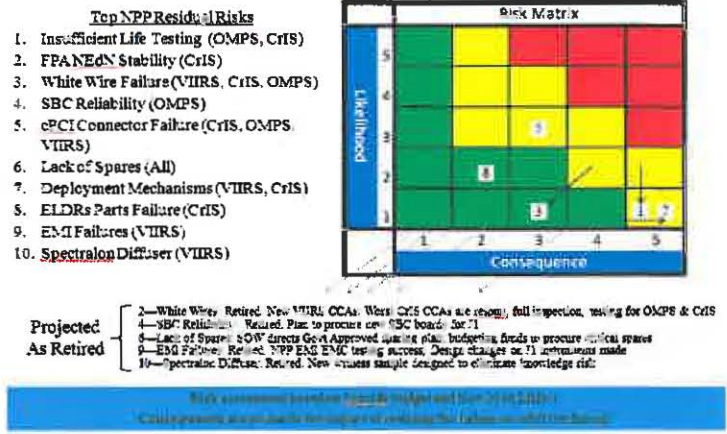 Top NPP Residual Risks
1. Insufficient Life Testing (OMPS, CrIS)
2. FPA NEdN Stability (CrIS)
3. White Wire Failure (VIIRS, CrIS, OMPS)
4. SBC Reliability (OMPS)
5. cPCI Connector Failure (CrIS, OMPS,
VIIRS)
6. Lack of Spares (All)
7. Deployment Mechanisms (VIIRS, CrIS)
8. ELDRs Parts Failure (CrIS)
9. EMI Failures (VIIRS)
10. Spectralon Diffuser (VIIRS)
Risk Matrix
Likelihood
5
4
3
2
1
5
8
3
1 7
1 2 3 4 5
Consequence
Projected
As Retired
White Wires Retired. New VIIRS CCAs. CrIS CCAs are full inspection, testing for OMPS & CrIS
4—SBC Retired. Plan to procure new SBC boards for J1
6—Lack of Spares SOW directs Govt Approved sparing plan, budgeting funds to procure critical spares
9—EMI Failures Retired. NPP EMI EMC testing success, Design changes on J1 instruments made
10—Spectralon Diffuser, Retired. New witness sample designed to eliminate knowledge risk